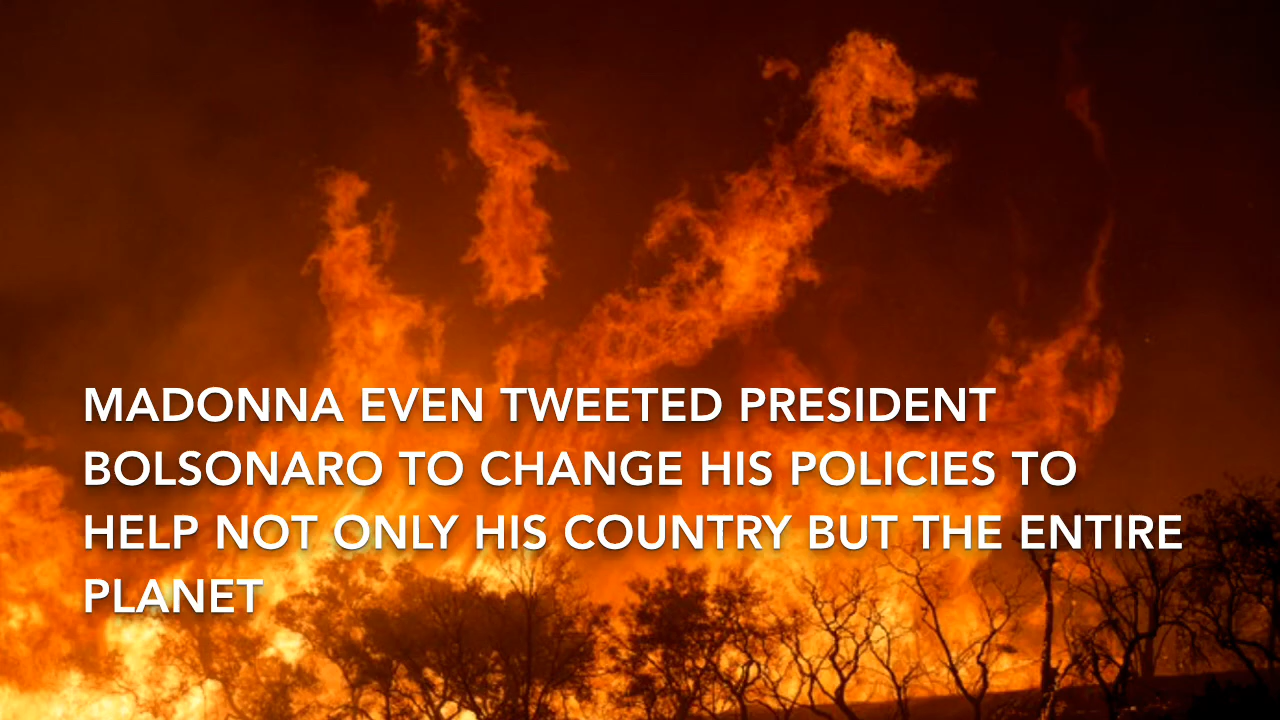 MADONNA EVEN TWEETED PRESIDENT
BOLSONARO TO CHANGE HIS POLICIES TO
HELP NOT ONLY HIS COUNTRY BUT THE ENTIRE
PLANET